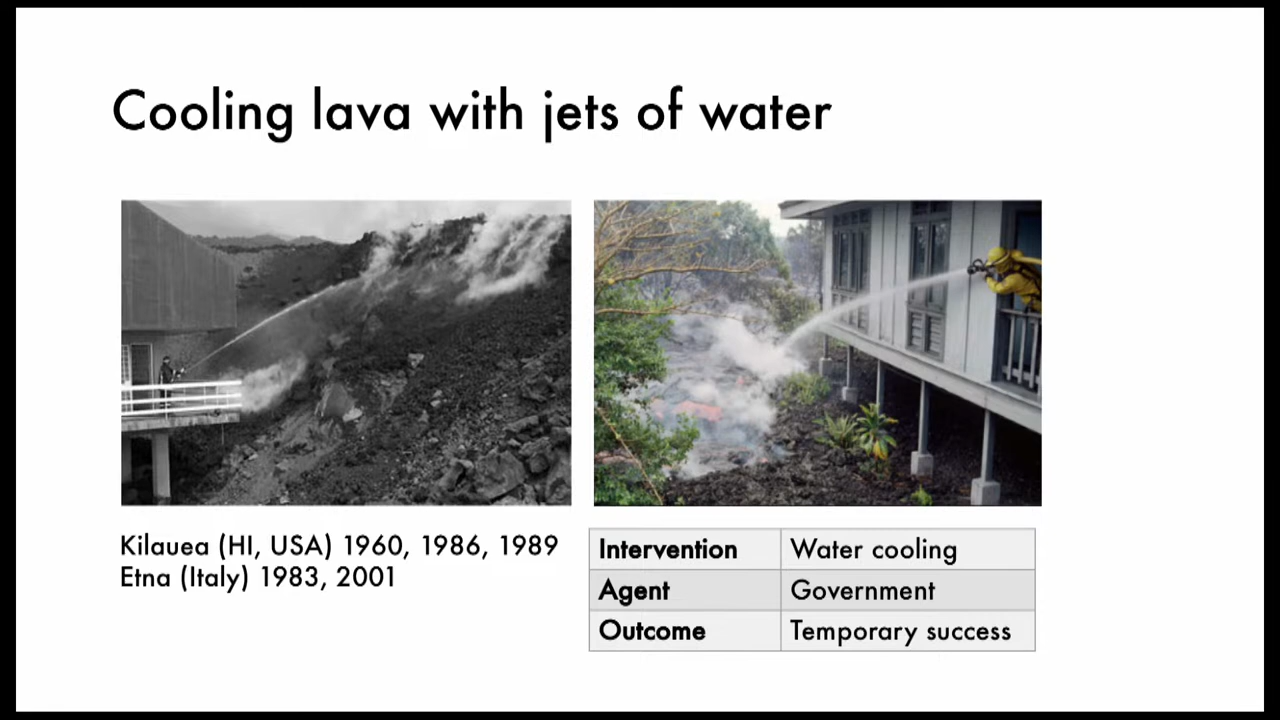 Cooling lava with jets of water
Kilauea (HI, USA) 1960, 1986, 1989
Etna (Italy) 1983, 2001
Intervention Water cooling
Agent Government
Outcome Temporary success